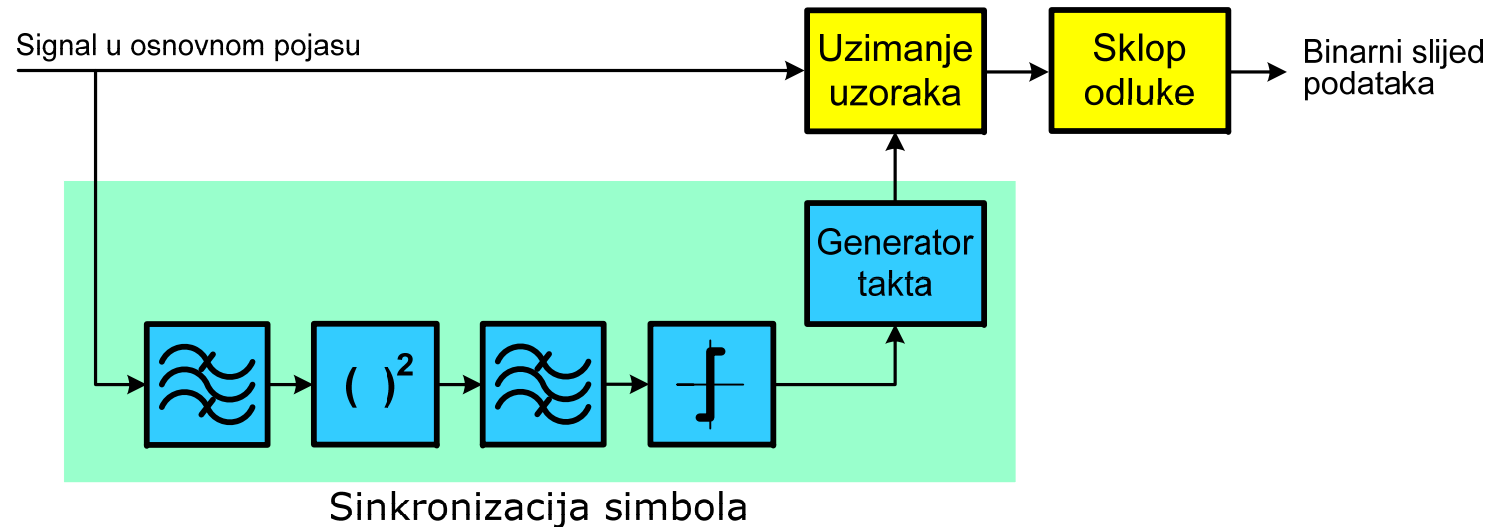 Signal u osnovnom pojasu
Uzimanje
uzoraka
Sklop
odluke
Binarni slijed
podataka
Generator
takta
( )²
Sinkronizacija simbola